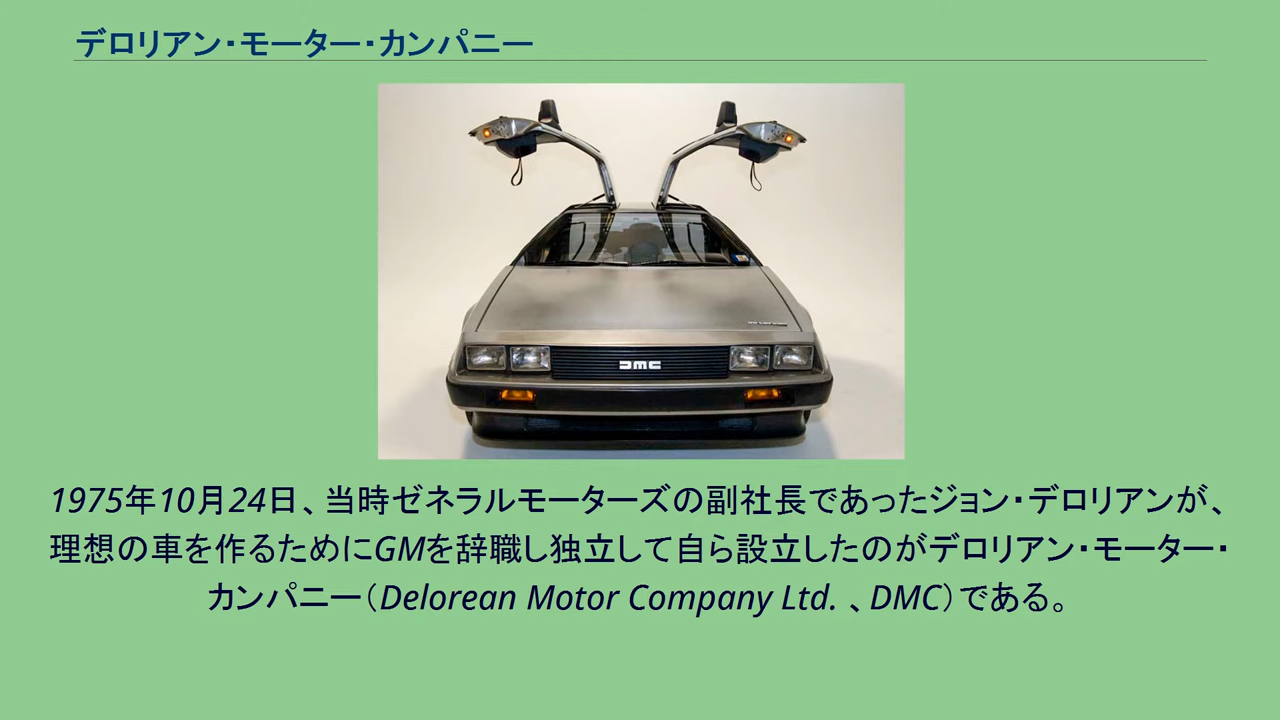 デロリアン・モーター・カンパニー
DMC
1975年10月24日、当時ゼネラルモーターズの副社長であったジョン・デロリアンが、
理想の車を作るためにGMを辞職し独立して自ら設立したのがデロリアン・モーター・
カンパニー（Delorean Motor Company Ltd. 、DMC）である。